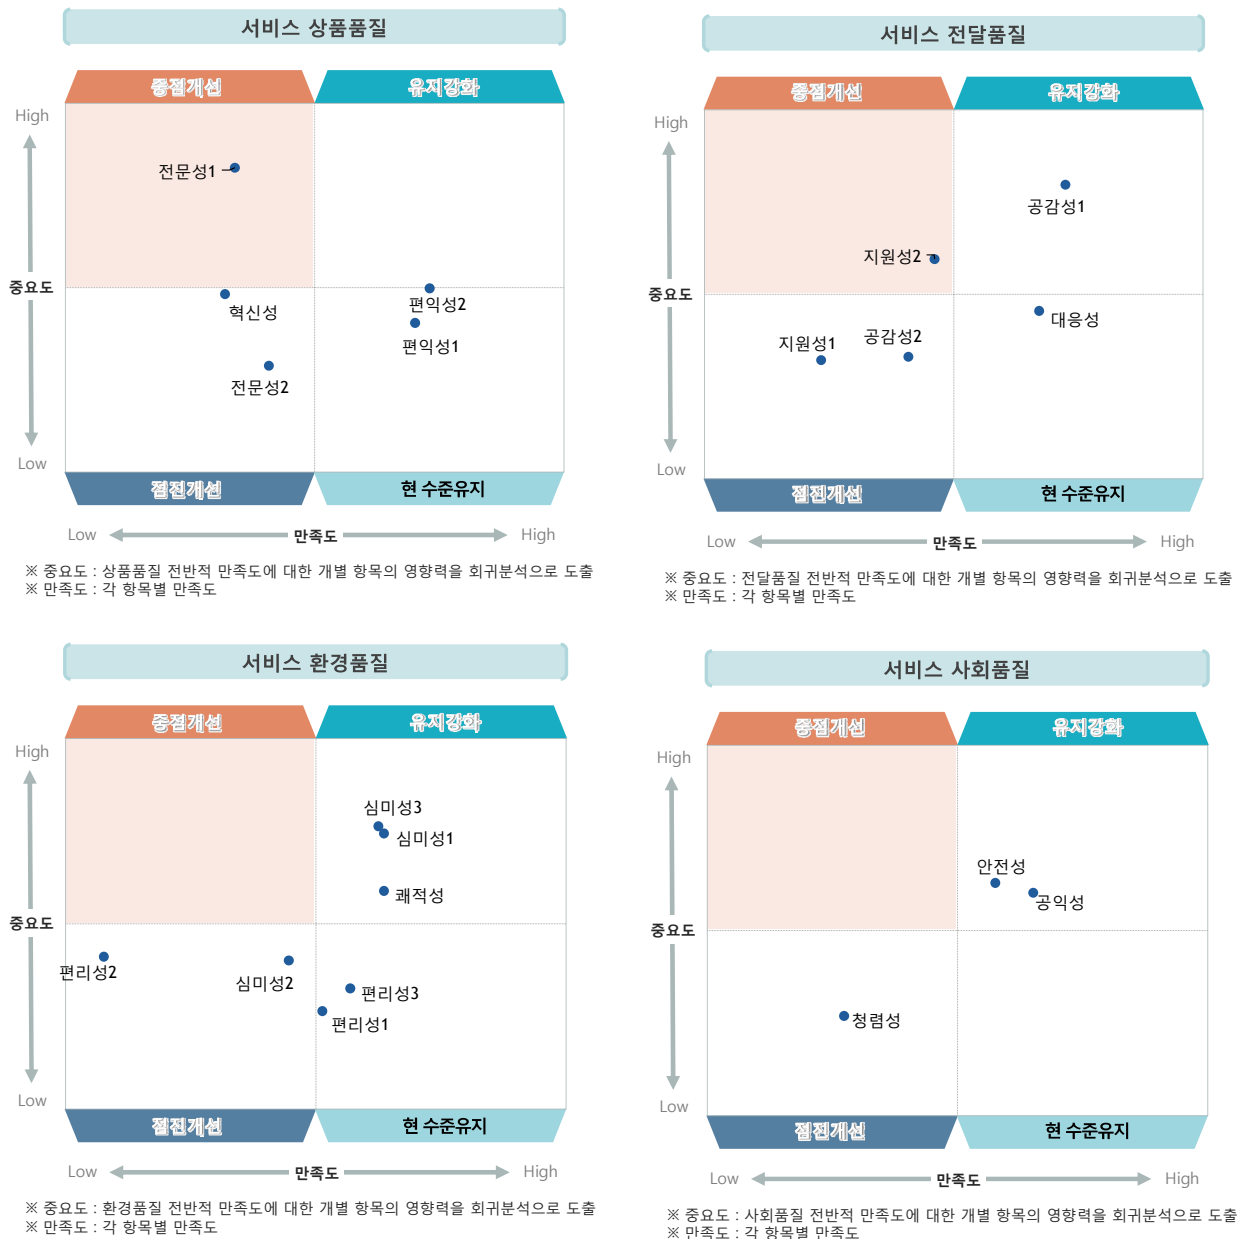 서비스 상품품질
중점개선
유지강화
High
전문성1
중요도
혁신성
편익성2
편익성1
전문성2
Low
점진개선
현 수준유지
Low
만족도
High
※ 중요도 : 상품품질 전반적 만족도에 대한 개별 항목의 영향력을 회귀분석으로 도출
※ 만족도 : 각 항목별 만족도
서비스 전달품질
중점개선
유지강화
High
공감성1
지원성2
중요도
대응성
지원성1
공감성2
Low
점진개선
현 수준유지
Low
만족도
High
※ 중요도 : 전달품질 전반적 만족도에 대한 개별 항목의 영향력을 회귀분석으로 도출
※ 만족도 : 각 항목별 만족도
서비스 환경품질
중점개선
유지강화
High
심미성3
심미성1
쾌적성
중요도
편리성2
심미성2
편리성3
편리성1
Low
점진개선
현 수준유지
Low
만족도
High
※ 중요도 : 환경품질 전반적 만족도에 대한 개별 항목의 영향력을 회귀분석으로 도출
※ 만족도 : 각 항목별 만족도
서비스 사회품질
중점개선
유지강화
High
안전성
공익성
중요도
청렴성
Low
점진개선
현 수준유지
Low
만족도
High
※ 중요도 : 사회품질 전반적 만족도에 대한 개별 항목의 영향력을 회귀분석으로 도출
※ 만족도 : 각 항목별 만족도